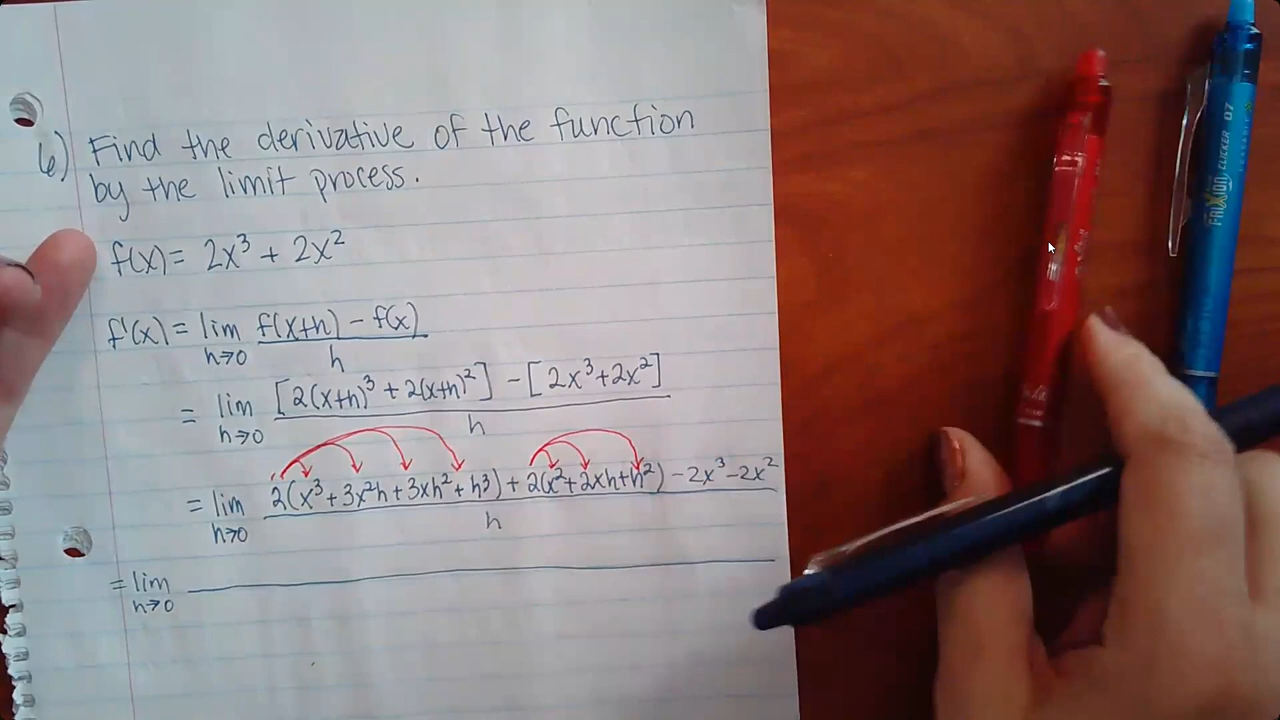 6) Find the derivative of the function
by the limit process.
f(x) = 2x³ + 2x²
f'(x) = lim h→0 f(x+h) - f(x) / h
= lim h→0 [2(x+h)³ + 2(x+h)²] - [2x³+2x²] / h
= lim h→0 2(x³+3x²h+3xh²+h³) + 2(x²+2xh+h²) - 2x³-2x² / h
= lim h→0
FRIXION CLICKER 07